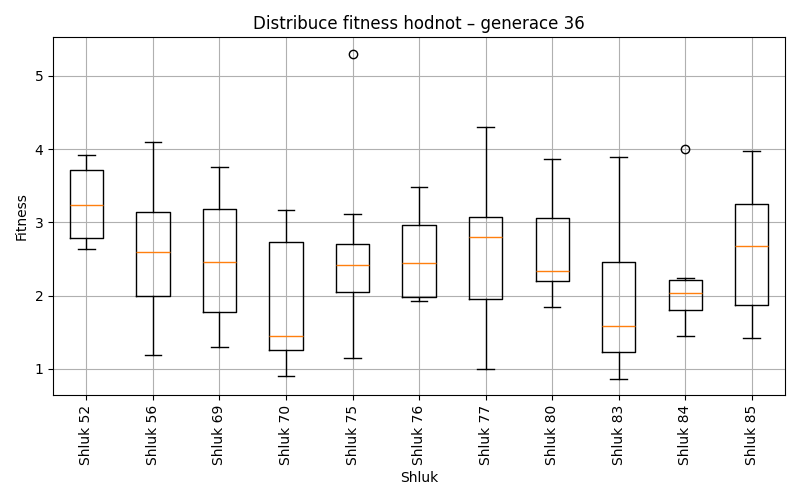 Distribuce fitness hodnot – generace 36
Fitness
5
4
3
2
1
Shluk 52
Shluk 56
Shluk 69
Shluk 70
Shluk 75
Shluk 76
Shluk 77
Shluk 80
Shluk 83
Shluk 84
Shluk 85
Shluk